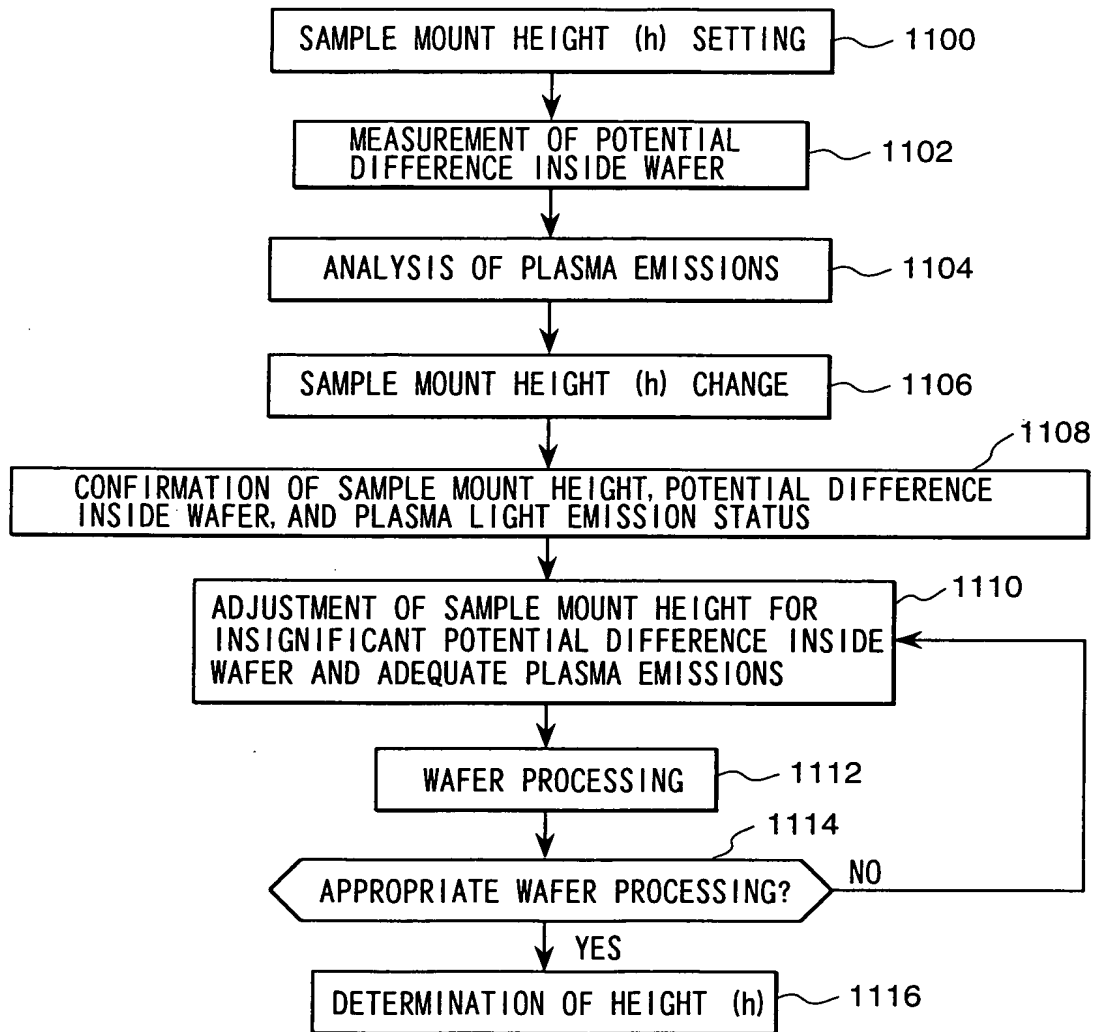 SAMPLE MOUNT HEIGHT (h) SETTING
1100
MEASUREMENT OF POTENTIAL
DIFFERENCE INSIDE WAFER
1102
ANALYSIS OF PLASMA EMISSIONS
1104
SAMPLE MOUNT HEIGHT (h) CHANGE
1106
1108
CONFIRMATION OF SAMPLE MOUNT HEIGHT, POTENTIAL DIFFERENCE
INSIDE WAFER, AND PLASMA LIGHT EMISSION STATUS
1110
ADJUSTMENT OF SAMPLE MOUNT HEIGHT FOR
INSIGNIFICANT POTENTIAL DIFFERENCE INSIDE
WAFER AND ADEQUATE PLASMA EMISSIONS
WAFER PROCESSING
1112
1114
APPROPRIATE WAFER PROCESSING?
NO
YES
DETERMINATION OF HEIGHT (h)
1116